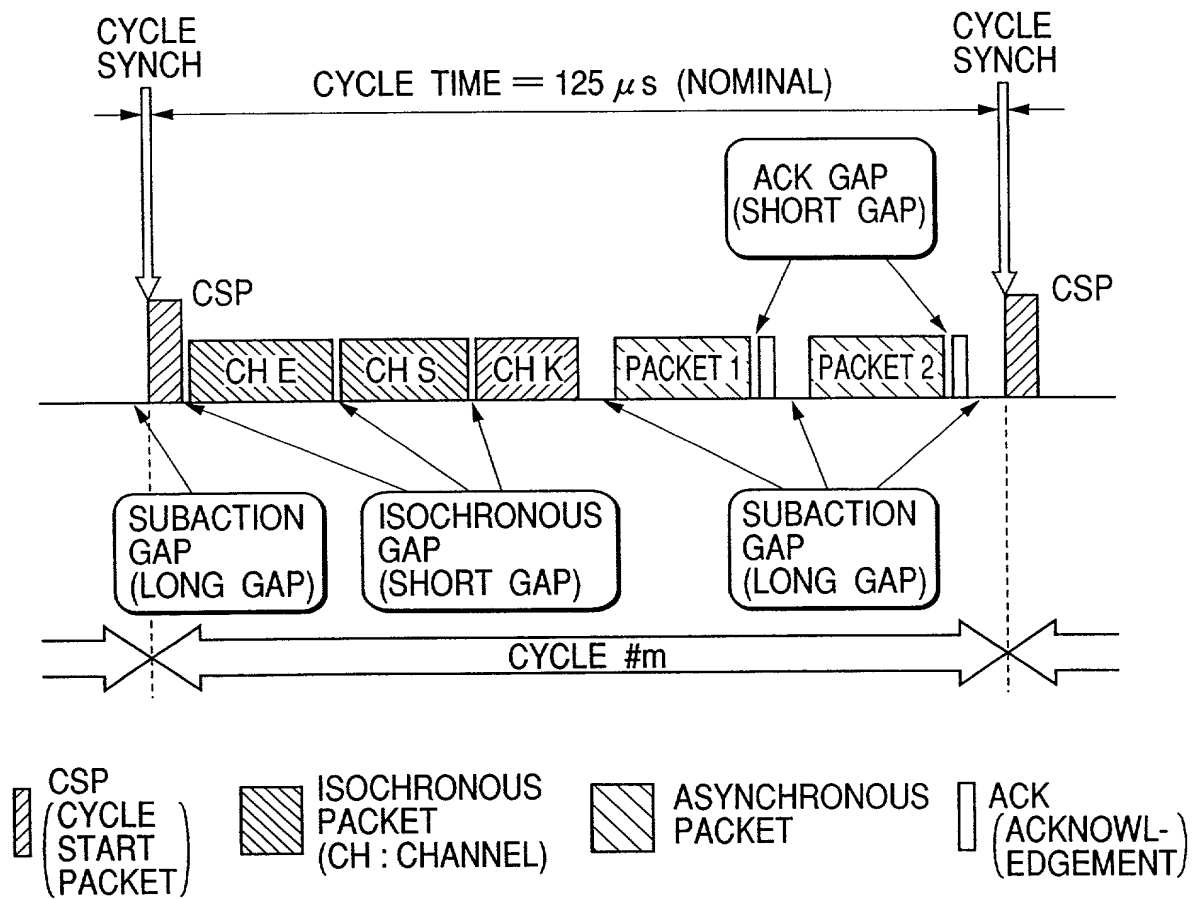 CYCLE
SYNCH
CYCLE TIME = 125 μs (NOMINAL)
CYCLE
SYNCH
ACK GAP
(SHORT GAP)
CSP
CSP
CH E
CH S
CH K
PACKET 1
PACKET 2
SUBACTION
GAP
(LONG GAP)
ISOCHRONOUS
GAP
(SHORT GAP)
SUBACTION
GAP
(LONG GAP)
CYCLE #m
CSP
(CYCLE
START
PACKET)
ISOCHRONOUS
PACKET
(CH : CHANNEL)
ASYNCHRONOUS
PACKET
ACK
(ACKNOWL-
EDGEMENT)